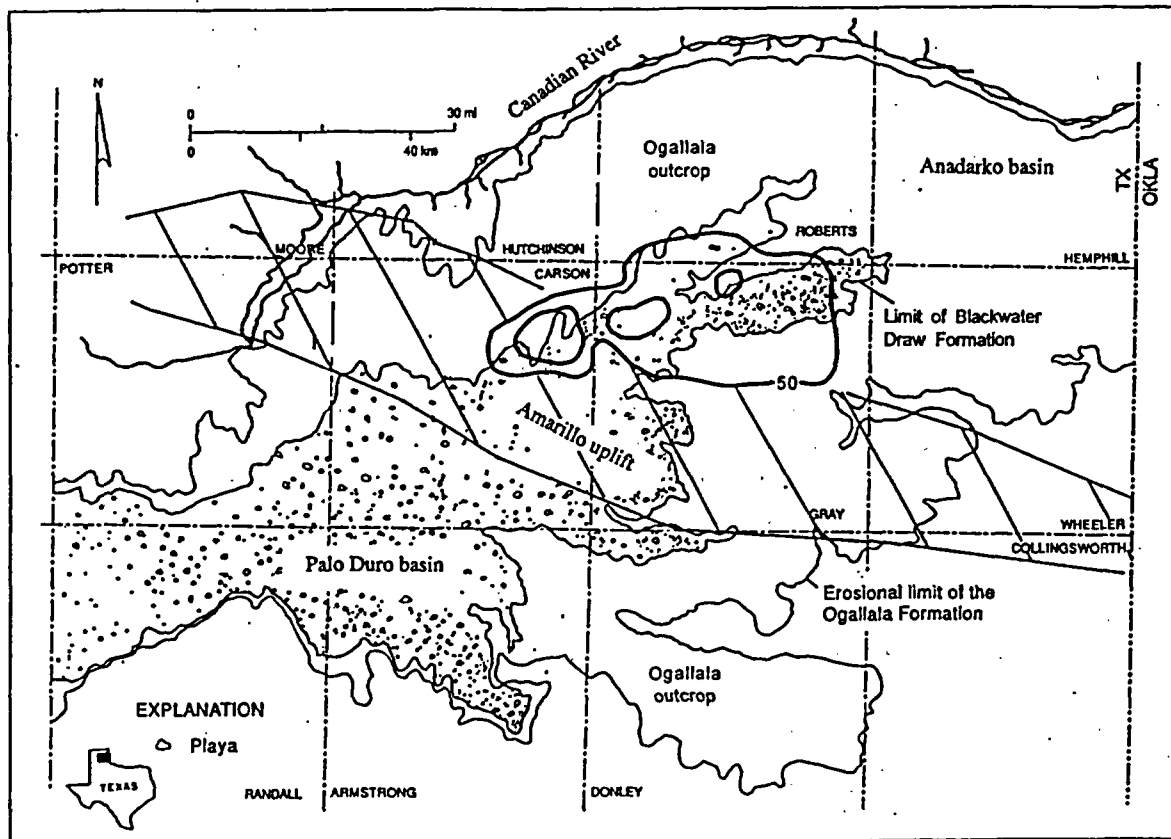 Canadian River
N
0 30 mi
0 40 km
Ogallala
outcrop
Anadarko basin
TX
OKLA
ROBERTS
MOORE
HUTCHINSON
HEMPHILL
POTTER
CARSON
Limit of Blackwater
Draw Formation
50
Amarillo uplift
GRAY
WHEELER
COLLINGSWORTH
Palo Duro basin
Erosional limit of the
Ogallala Formation
Ogallala
outcrop
EXPLANATION
Playa
TEXAS
RANDALL
ARMSTRONG
DONLEY